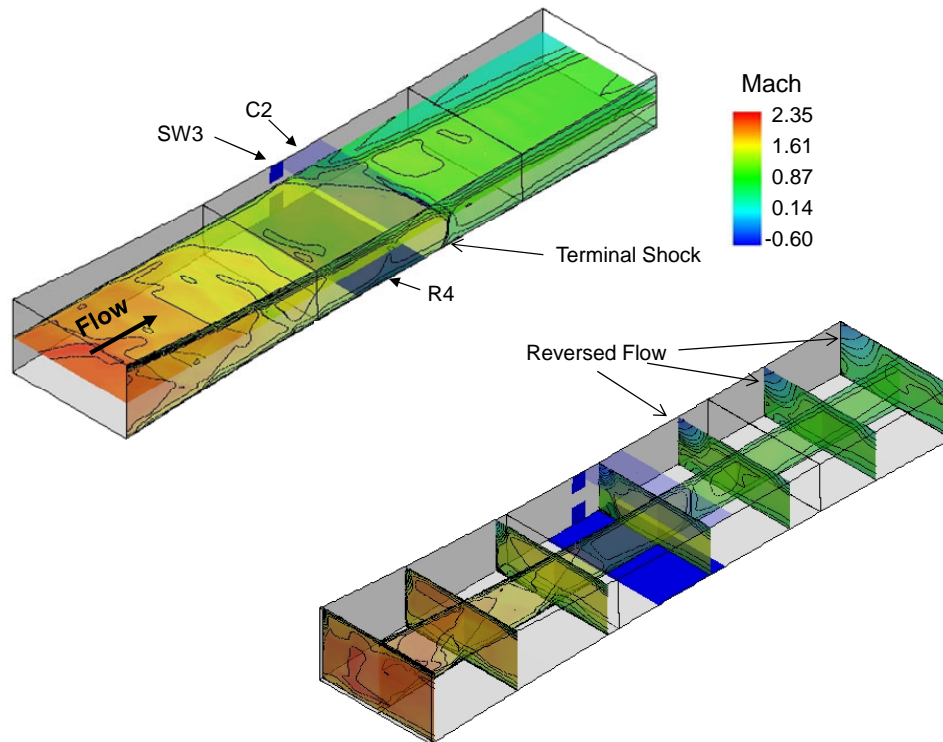 C2
SW3
Mach
2.35
1.61
0.87
0.14
-0.60
Terminal Shock
R4
Flow
Reversed Flow